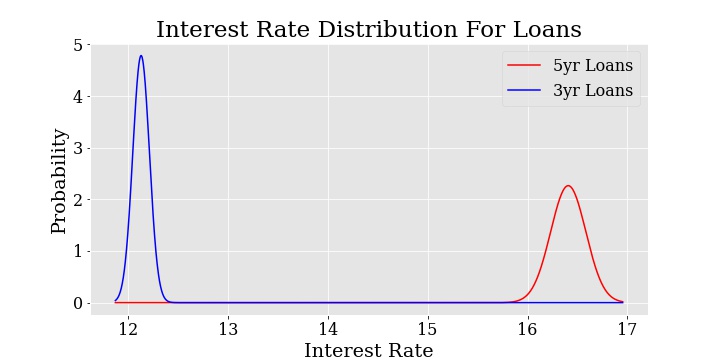 Interest Rate Distribution For Loans
5yr Loans
3yr Loans
Probability
5
4
3
2
1
0
12 13 14 15 16 17
Interest Rate